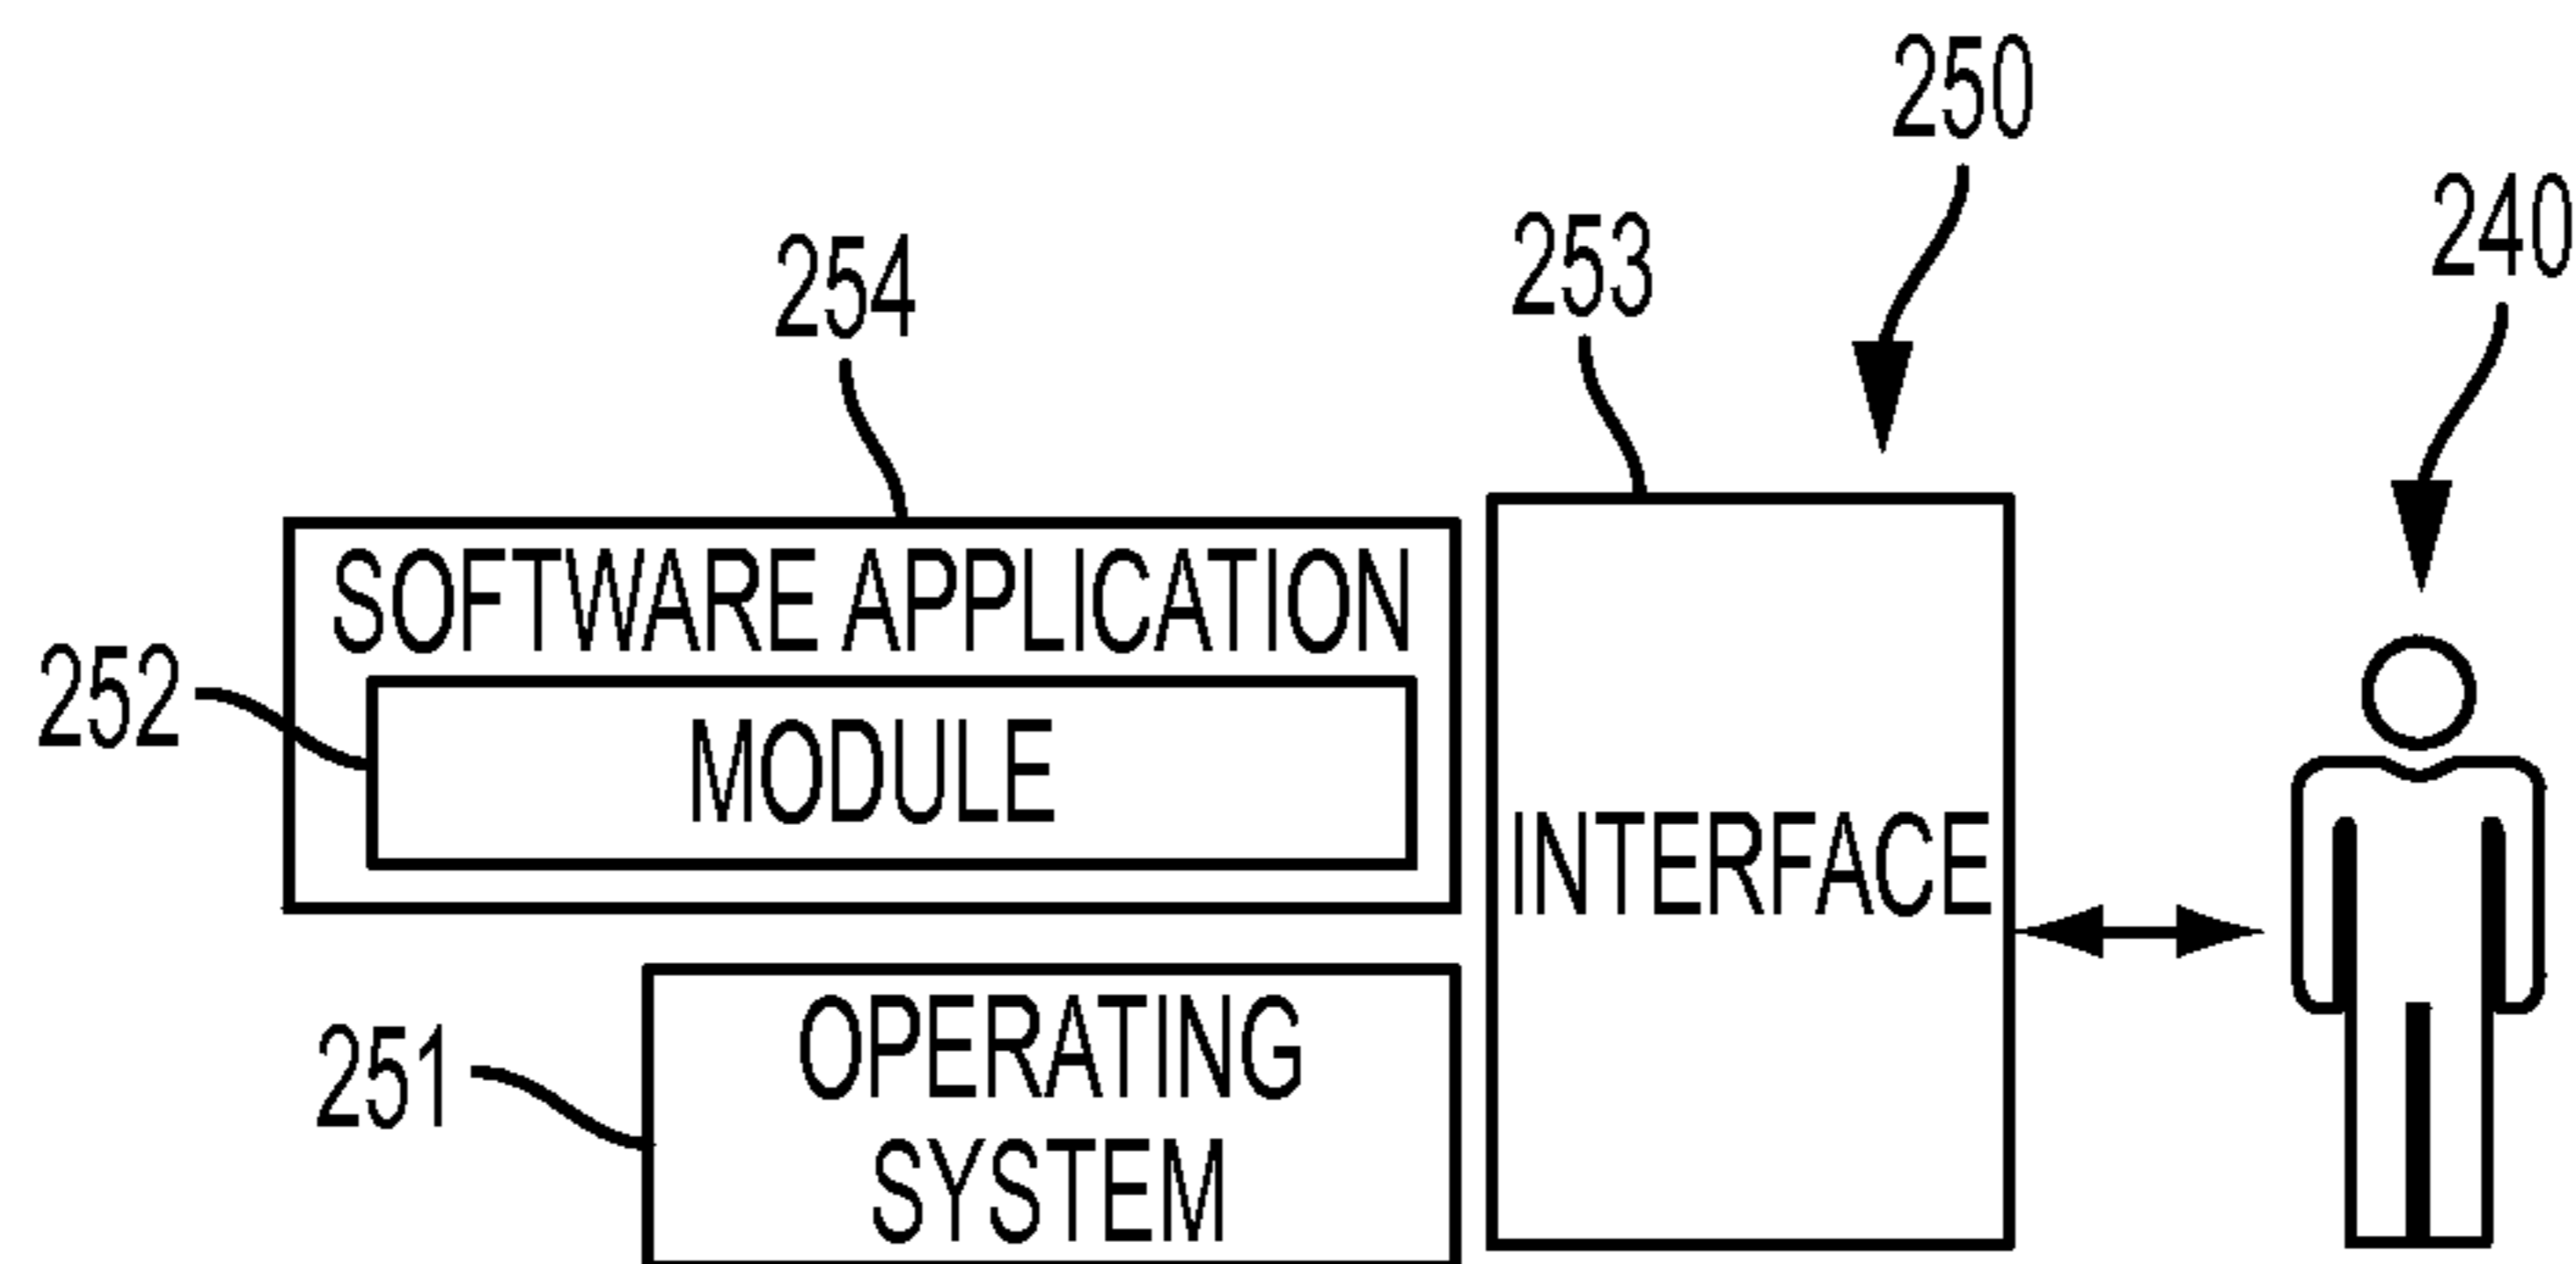 250
240
253
254
SOFTWARE APPLICATION
252
MODULE
INTERFACE
OPERATING
251
SYSTEM